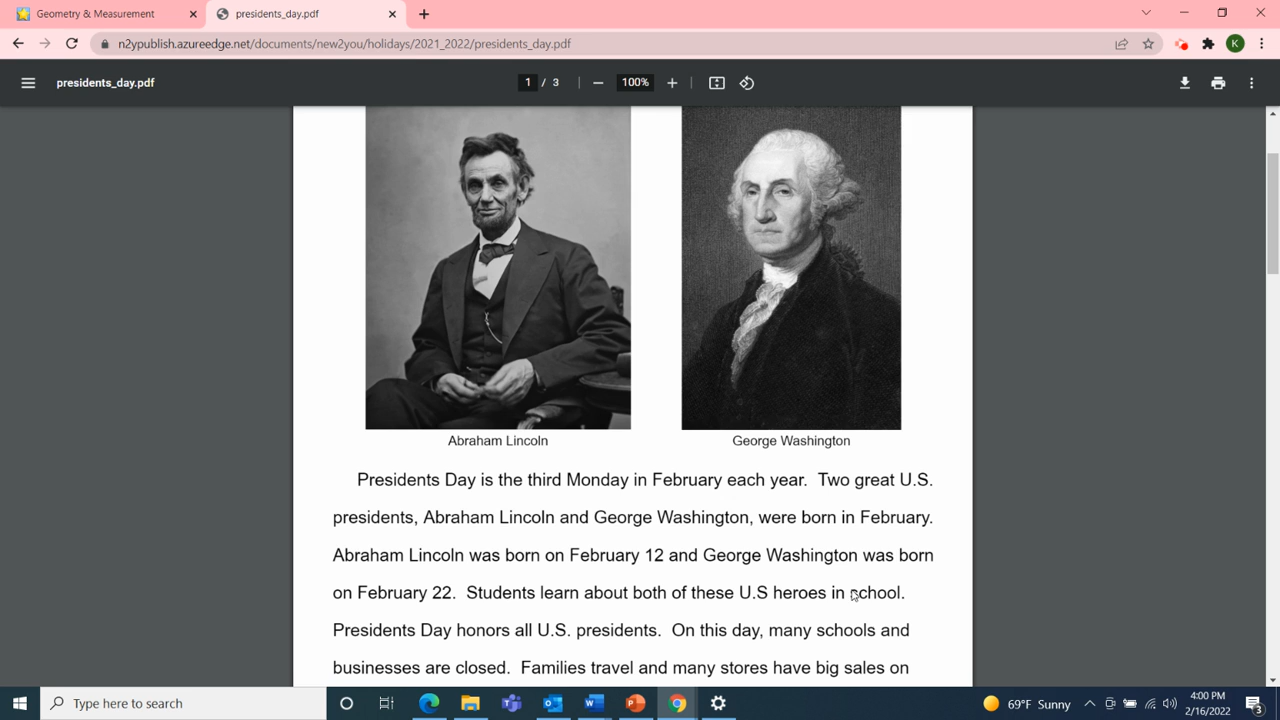 Geometry & Measurement
presidents_day.pdf
n2ypublish.azureedge.net/documents/new2you/holidays/2021_2022/presidents_day.pdf
K
presidents_day.pdf
1 / 3
100%
Abraham Lincoln
George Washington
Presidents Day is the third Monday in February each year. Two great U.S.
presidents, Abraham Lincoln and George Washington, were born in February.
Abraham Lincoln was born on February 12 and George Washington was born
on February 22. Students learn about both of these U.S heroes in school.
Presidents Day honors all U.S. presidents. On this day, many schools and
businesses are closed. Families travel and many stores have big sales on
Type here to search
69°F Sunny
4:00 PM
2/16/2022
3